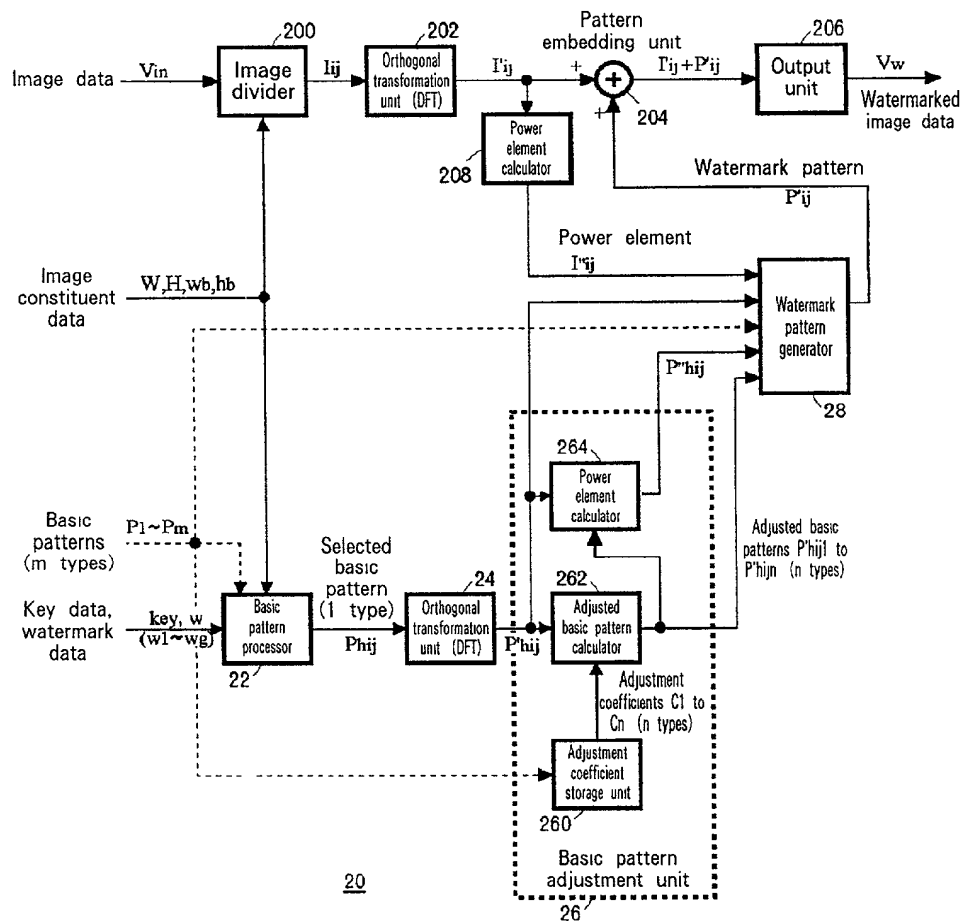 200
202
Pattern
embedding unit
206
Image data
Vin
Image
divider
Iij
Orthogonal
transformation
unit (DFT)
I'ij
+
+
+
204
I'ij+P'ij
Output
unit
Vw
Watermarked
image data
208
Power
element
calculator
Watermark pattern
P'ij
Power element
I"ij
Image
constituent
data
W,H,wb,hb
Watermark
pattern
generator
28
P"hij
264
Power
element
calculator
Basic
patterns
(m types)
P1~Pm
Key data,
watermark
data
key, w
(w1~wg)
Basic
pattern
processor
22
Selected
basic
pattern
(1 type)
Phij
24
Orthogonal
transformation
unit (DFT)
P'hij
262
Adjusted
basic pattern
calculator
Adjusted basic
patterns P'hij1 to
P'hijn (n types)
Adjustment
coefficients C1 to
Cn (n types)
Adjustment
coefficient
storage unit
260
Basic pattern
adjustment unit
26
20